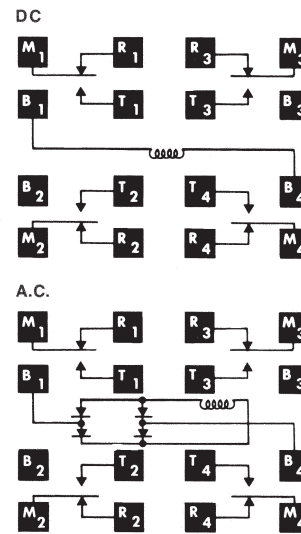 DC
M1 R1 R3 M3
B1 T1 T3 B3
B2 T2 T4 B4
M2 R2 R4 M4
A.C.
M1 R1 R3 M3
B1 T1 T3 B3
B2 T2 T4 B4
M2 R2 R4 M4